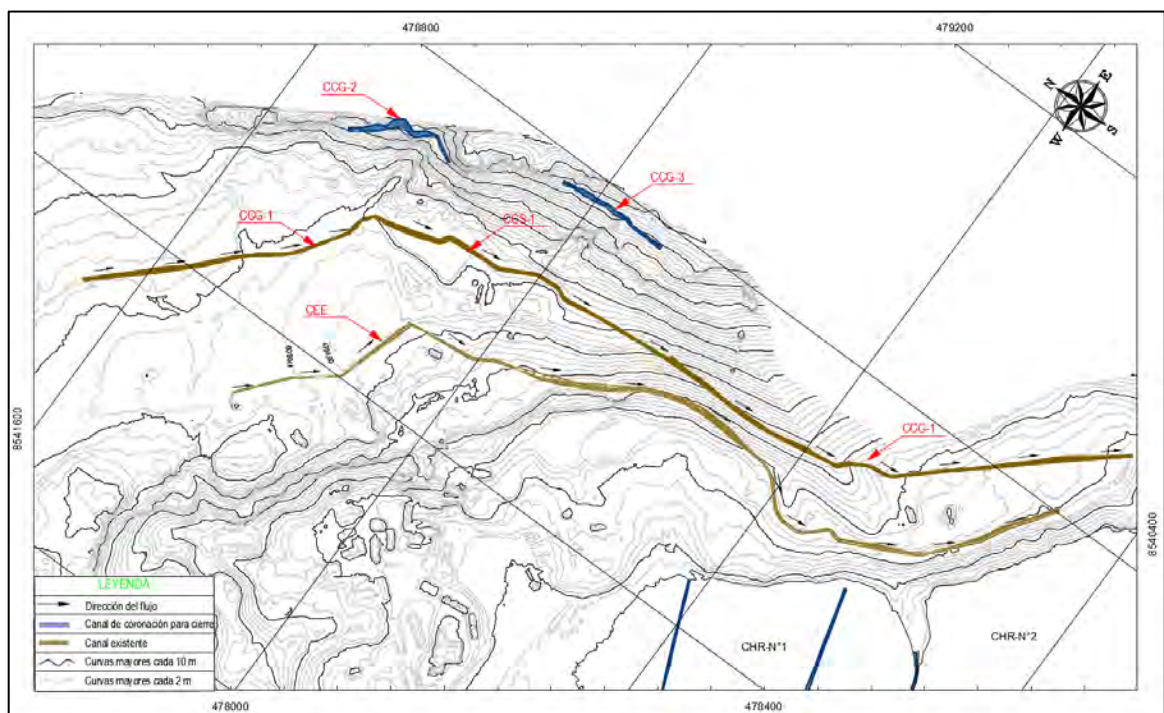 478800
479200
N
E
W
S
CCG-2
CCG-3
CCG-1
CCS-1
CEE
CCG-1
8541600
8540400
CHR-N°1
CHR-N°2
LEYENDA
Dirección del flujo
Canal de coronación para cierre
Canal existente
Curvas mayores cada 10 m
Curvas mayores cada 2 m
478000
478400